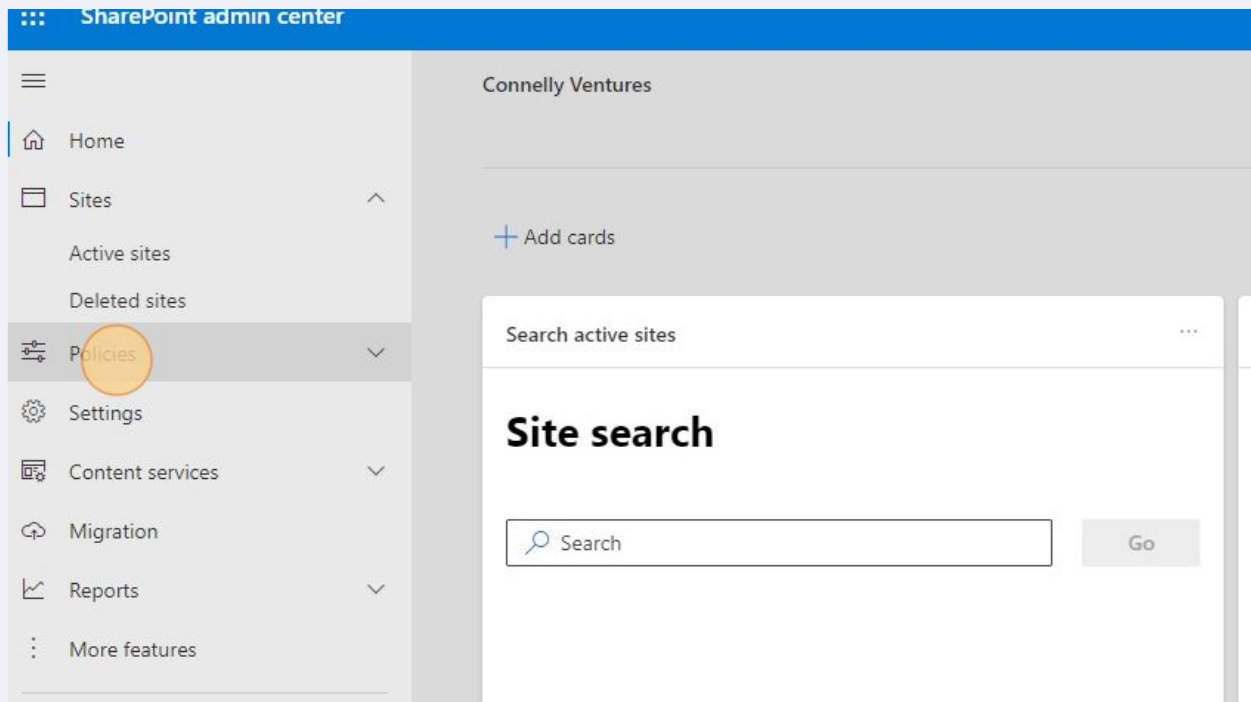 SharePoint admin center
Connelly Ventures
Home
Sites
Active sites
Deleted sites
Policies
Settings
Content services
Migration
Reports
More features
+ Add cards
Search active sites
...
Site search
Search
Go